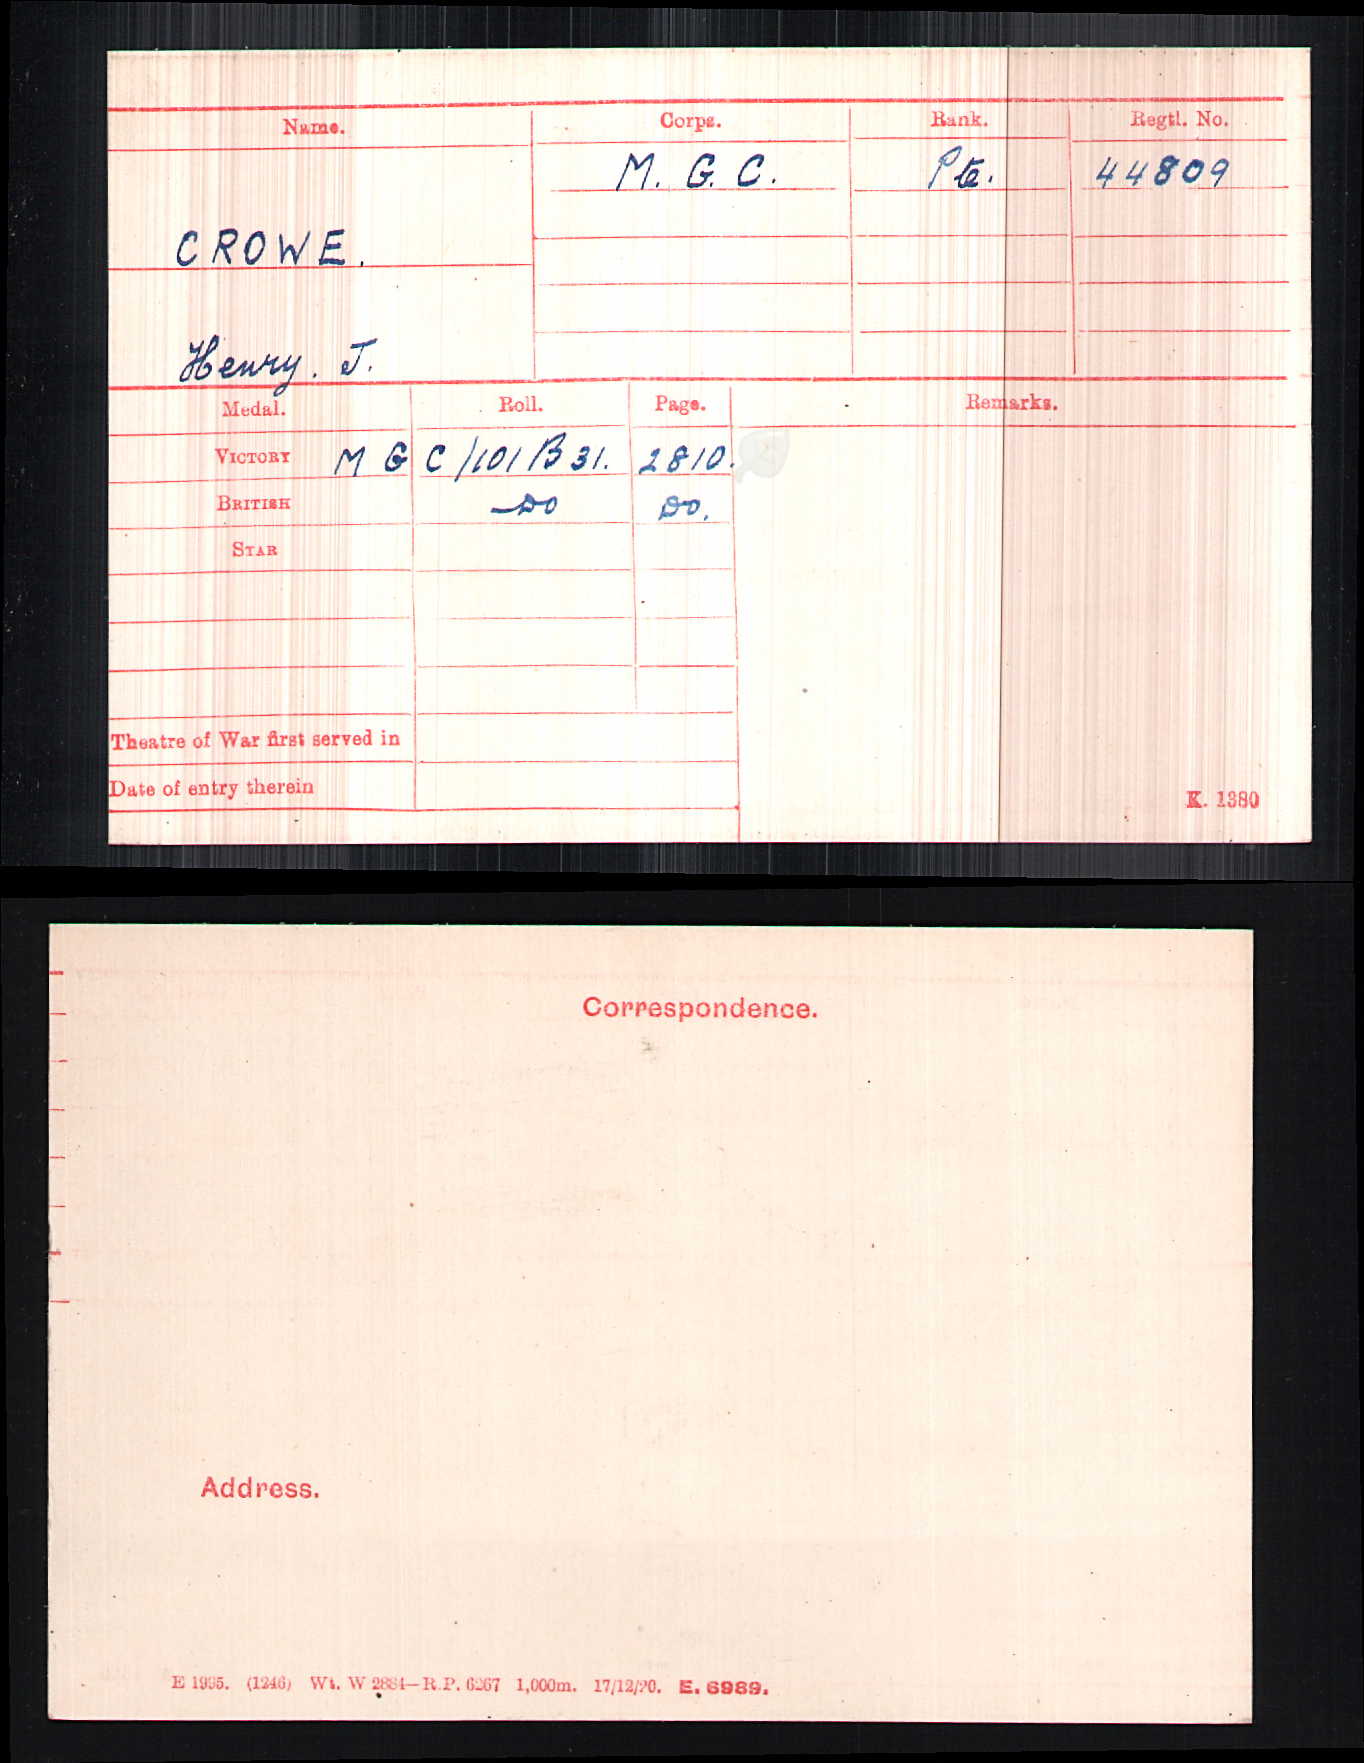 Name. Corps. Rank. Regtl. No.
M. G. C. Pte. 44809
CROWE.
Henry. J.
Medal. Roll. Page. Remarks.
VICTORY M G C/101/B31. 2810.
BRITISH Do Do.
STAR
Theatre of War first served in
Date of entry therein
K. 1380
Correspondence.
Address.
E 1995. (1246) Wt. W 2884—R.P. 6267 1,000m. 17/12/20. E. 6989.